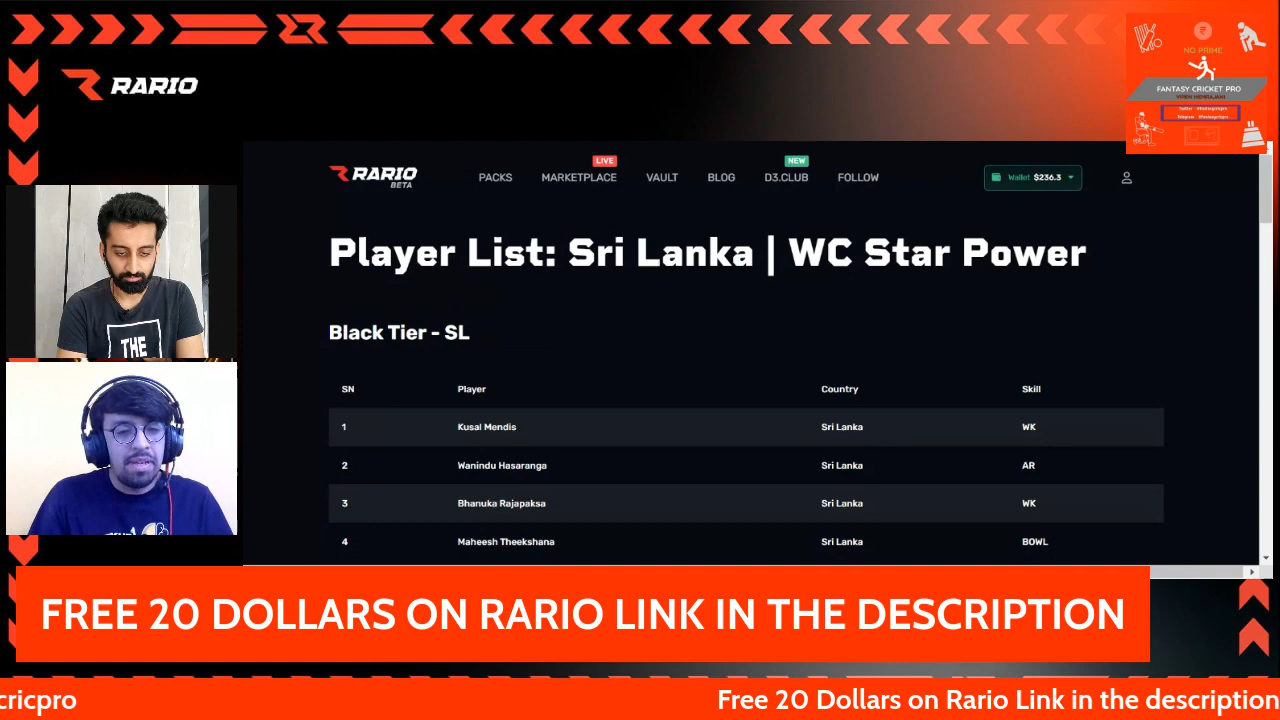 RARIO
NO PRIME
FANTASY CRICKET PRO
VIREN HEMRAJANI
RARIO
BETA
PACKS
LIVE
MARKETPLACE
VAULT
BLOG
NEW
D3.CLUB
FOLLOW
Wallet $236.3
Player List: Sri Lanka | WC Star Power
Black Tier - SL
SN Player Country Skill
1 Kusal Mendis Sri Lanka WK
2 Wanindu Hasaranga Sri Lanka AR
3 Bhanuka Rajapaksa Sri Lanka WK
4 Maheesh Theekshana Sri Lanka BOWL
THE
FREE 20 DOLLARS ON RARIO LINK IN THE DESCRIPTION
cricpro Free 20 Dollars on Rario Link in the description